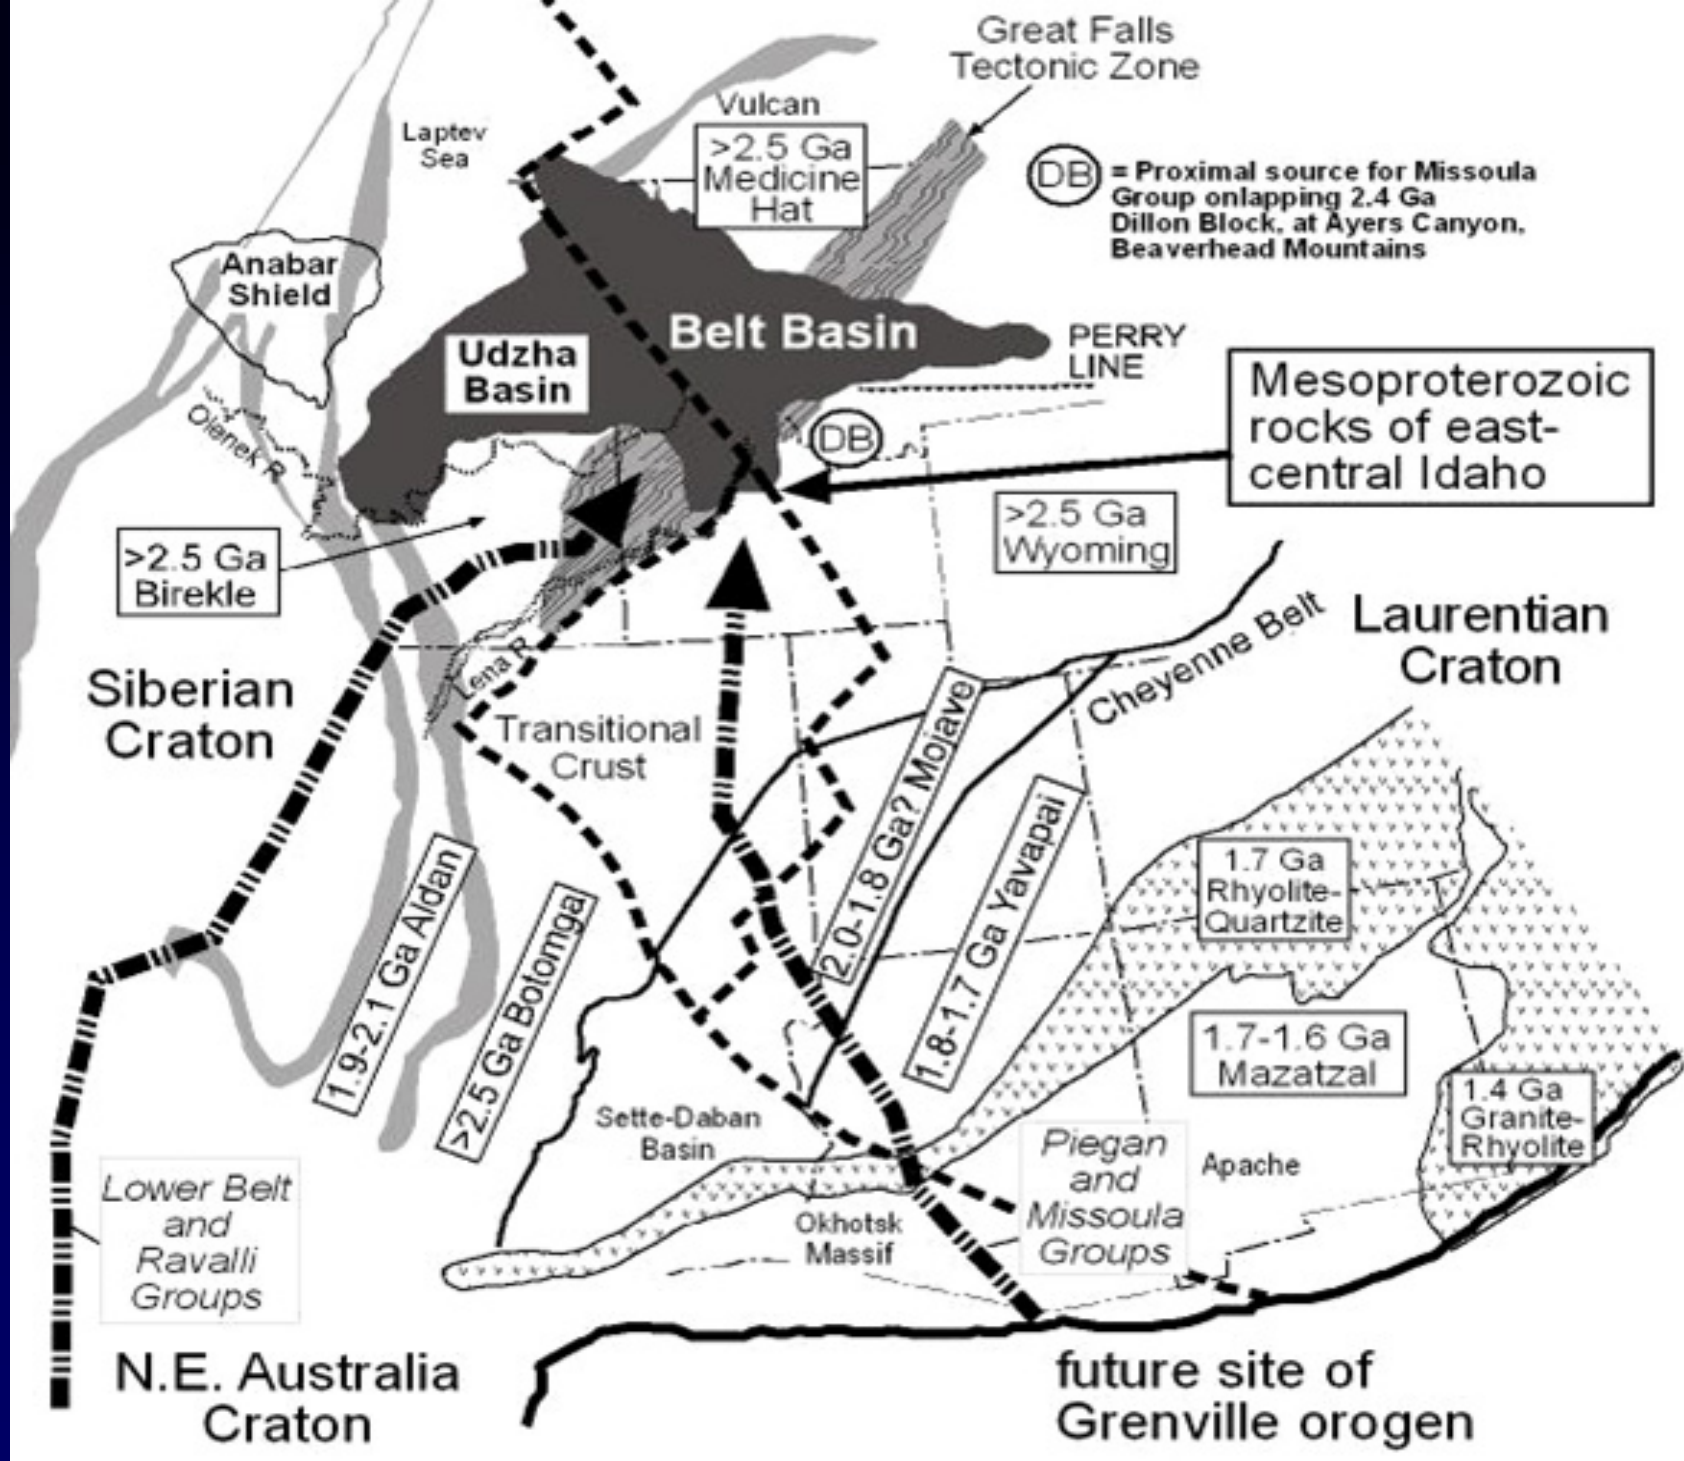 Great Falls
Tectonic Zone
Vulcan
Laptev
Sea
>2.5 Ga
Medicine
Hat
DB
= Proximal source for Missoula
Group onlapping 2.4 Ga
Dillon Block, at Ayers Canyon,
Beaverhead Mountains
Anabar
Shield
Belt Basin
Udzha
Basin
PERRY
LINE
Mesoproterozoic
rocks of east-
central Idaho
Olenek R
DB
>2.5 Ga
Wyoming
>2.5 Ga
Birekle
Laurentian
Craton
Cheyenne Belt
Siberian
Craton
Lena R
Transitional
Crust
2.0-1.8 Ga? Mojave
1.8-1.7 Ga Yavapai
1.7 Ga
Rhyolite-
Quartzite
1.9-2.1 Ga Aldan
>2.5 Ga Botomga
1.7-1.6 Ga
Mazatzal
1.4 Ga
Granite-
Rhyolite
Sette-Daban
Basin
Piegan
and
Missoula
Groups
Apache
Lower Belt
and
Ravalli
Groups
Okhotsk
Massif
N.E. Australia
Craton
future site of
Grenville orogen